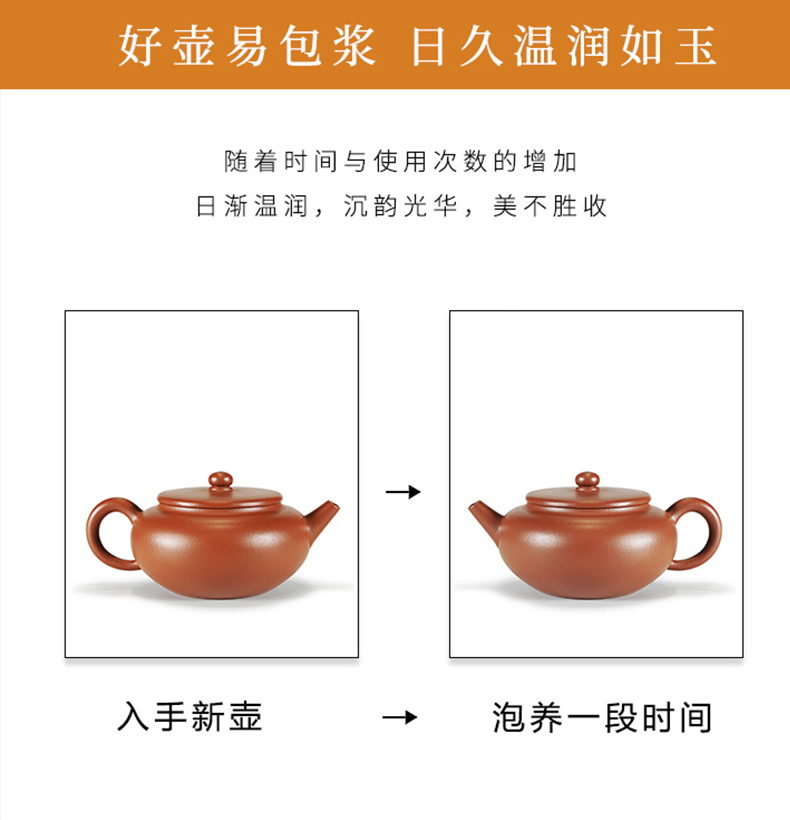 好壶易包浆 日久温润如玉
随着时间与使用次数的增加
日渐温润，沉韵光华，美不胜收
入手新壶
泡养一段时间